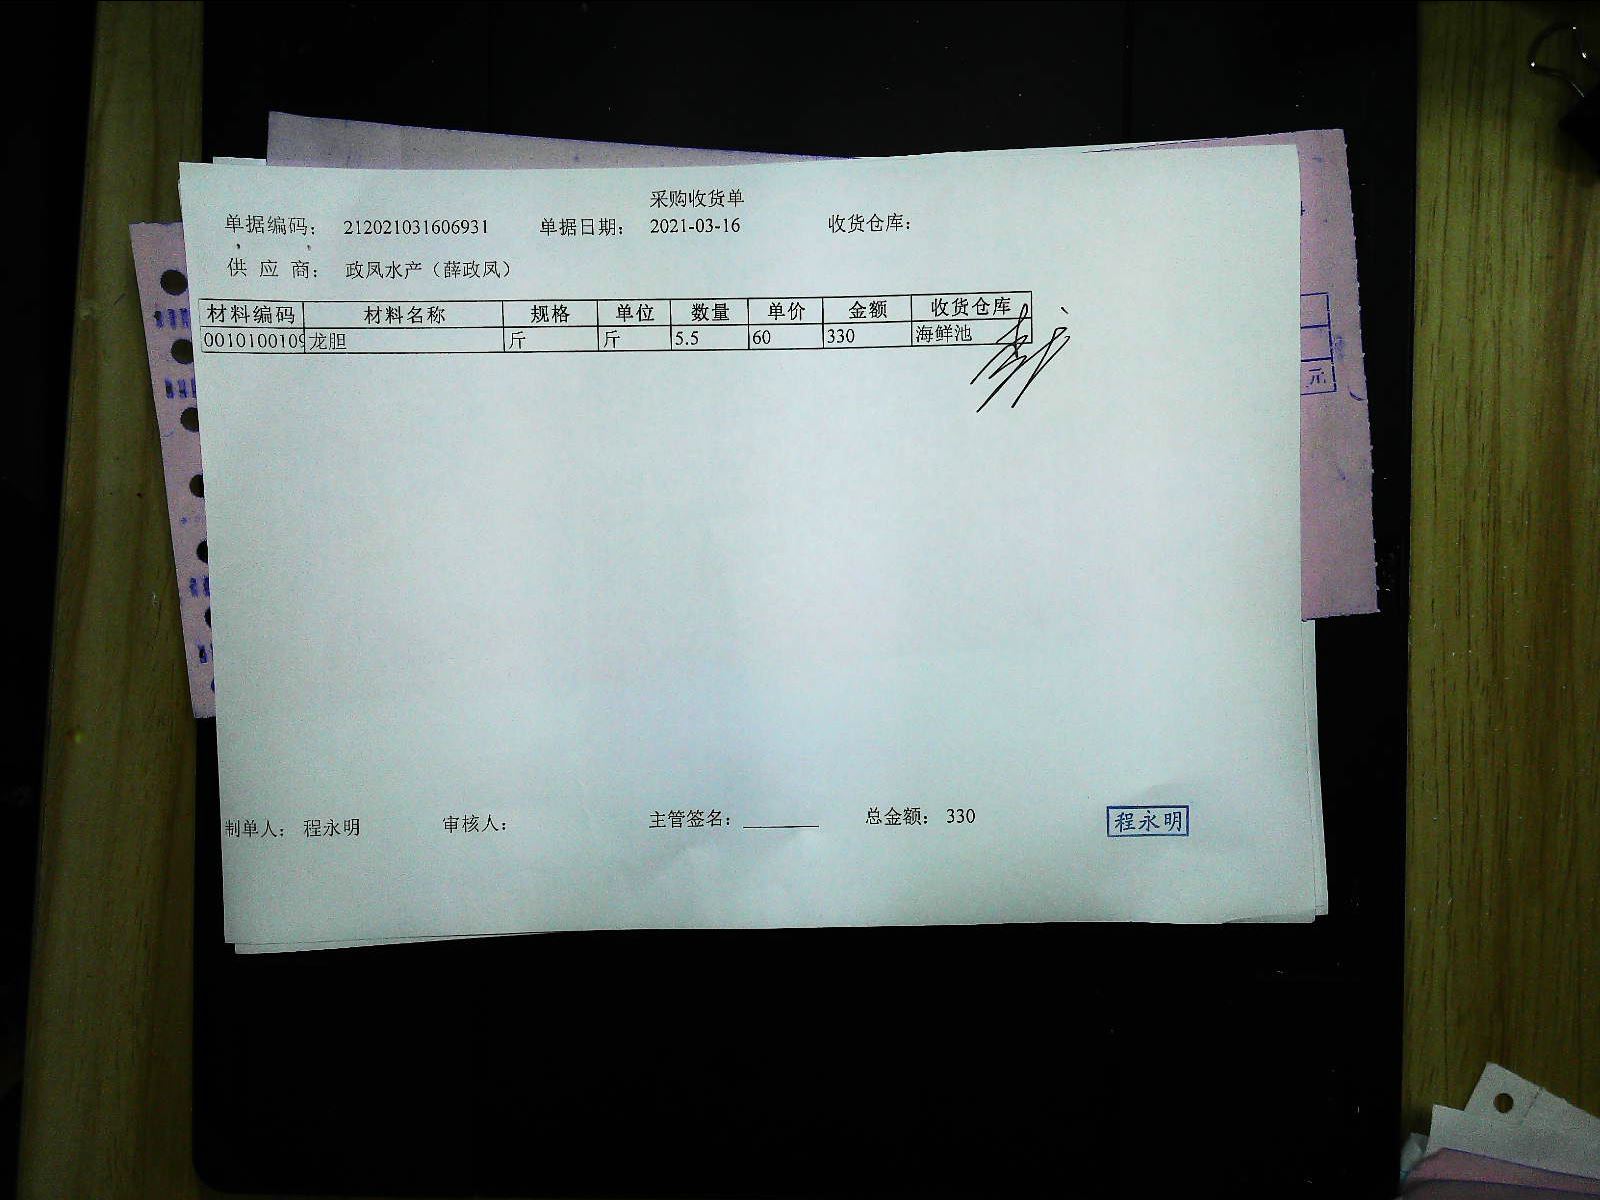 采购收货单
单据编码： 212021031606931 单据日期： 2021-03-16 收货仓库：
供 应 商： 政凤水产（薛政凤）
材料编码 材料名称 规格 单位 数量 单价 金额 收货仓库
0010100109 龙胆 斤 斤 5.5 60 330 海鲜池
元
制单人： 程永明 审核人： 主管签名：________ 总金额： 330 程永明